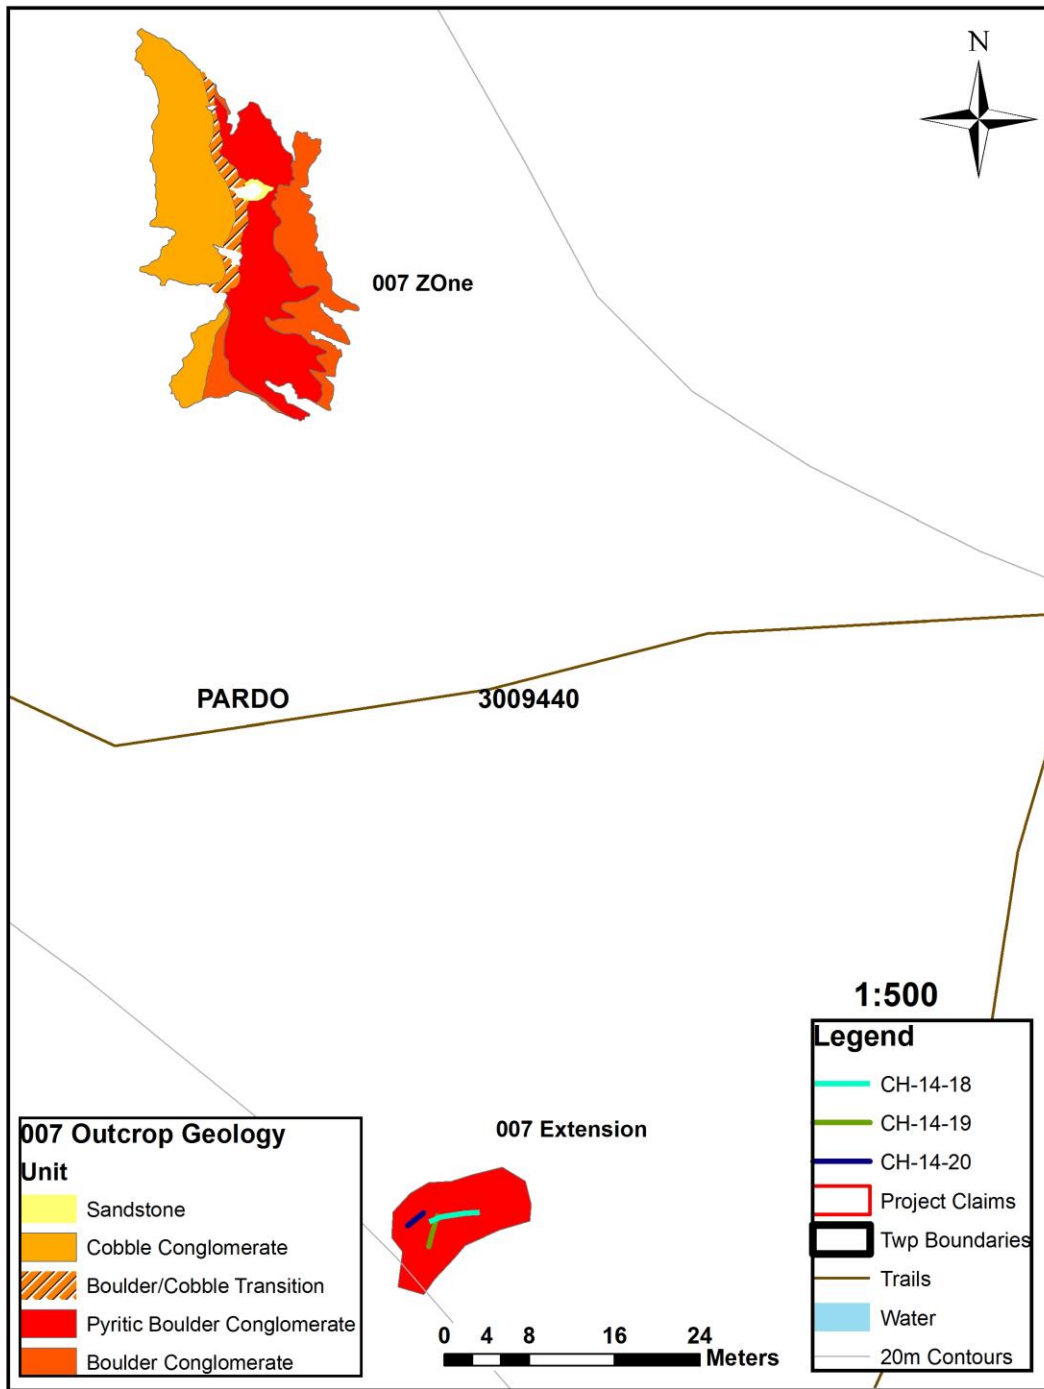 N
007 ZOne
PARDO 3009440
1:500
Legend
CH-14-18
CH-14-19
CH-14-20
Project Claims
Twp Boundaries
Trails
Water
20m Contours
007 Extension
007 Outcrop Geology
Unit
Sandstone
Cobble Conglomerate
Boulder/Cobble Transition
Pyritic Boulder Conglomerate
Boulder Conglomerate
0 4 8 16 24
Meters